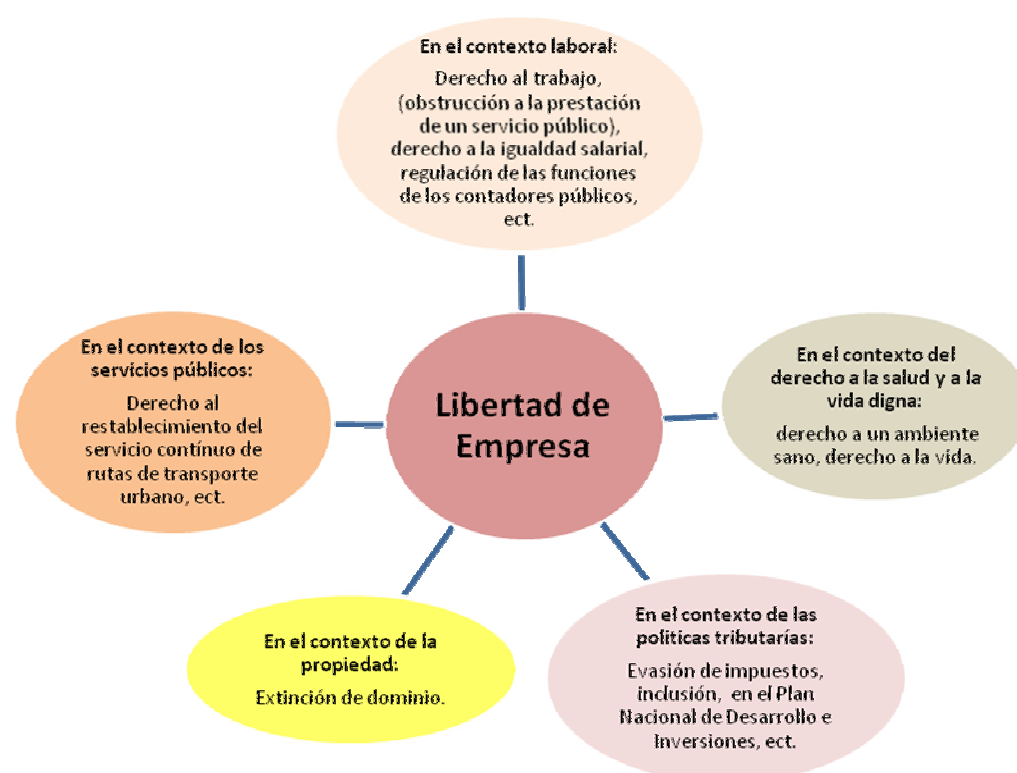 En el contexto laboral:
Derecho al trabajo,
(obstrucción a la prestación
de un servicio público),
derecho a la igualdad salarial,
regulación de las funciones
de los contadores públicos,
ect.
En el contexto de los
servicios públicos:
Derecho al
restablecimiento del
servicio contínuo de
rutas de transporte
urbano, ect.
Libertad de
Empresa
En el contexto del
derecho a la salud y a la
vida digna:
derecho a un ambiente
sano, derecho a la vida.
En el contexto de la
propiedad:
Extinción de dominio.
En el contexto de las
politicas tributarías:
Evasión de impuestos,
inclusión, en el Plan
Nacional de Desarrollo e
Inversiones, ect.